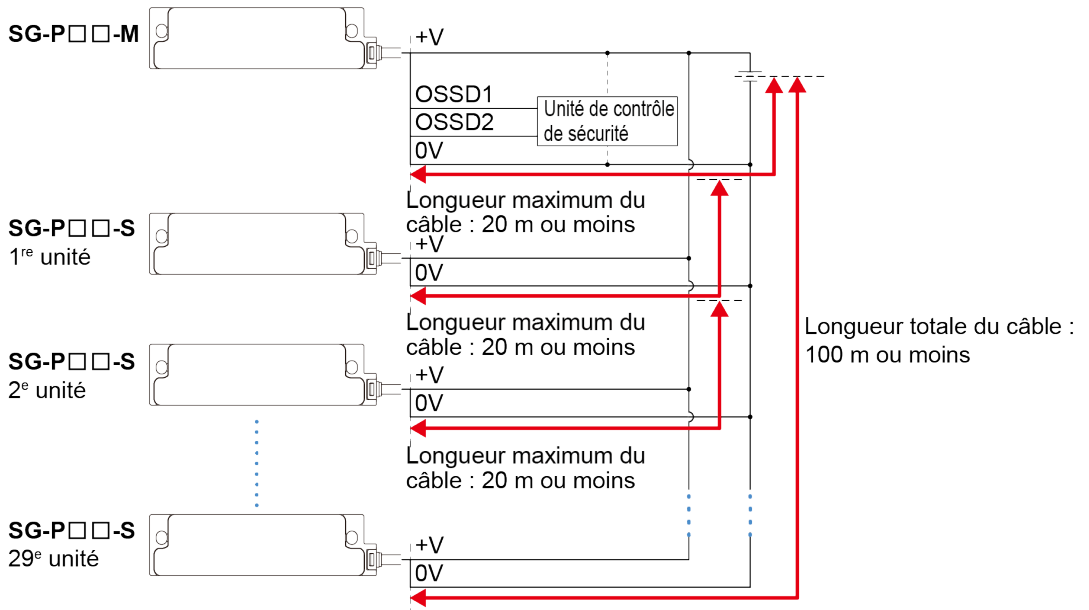 SG-P□□-M
+V
OSSD1
OSSD2
0V
Unité de contrôle
de sécurité
Longueur maximum du
câble : 20 m ou moins
SG-P□□-S
1re unité
+V
0V
Longueur maximum du
câble : 20 m ou moins
Longueur totale du câble :
100 m ou moins
SG-P□□-S
2e unité
+V
0V
Longueur maximum du
câble : 20 m ou moins
SG-P□□-S
29e unité
+V
0V